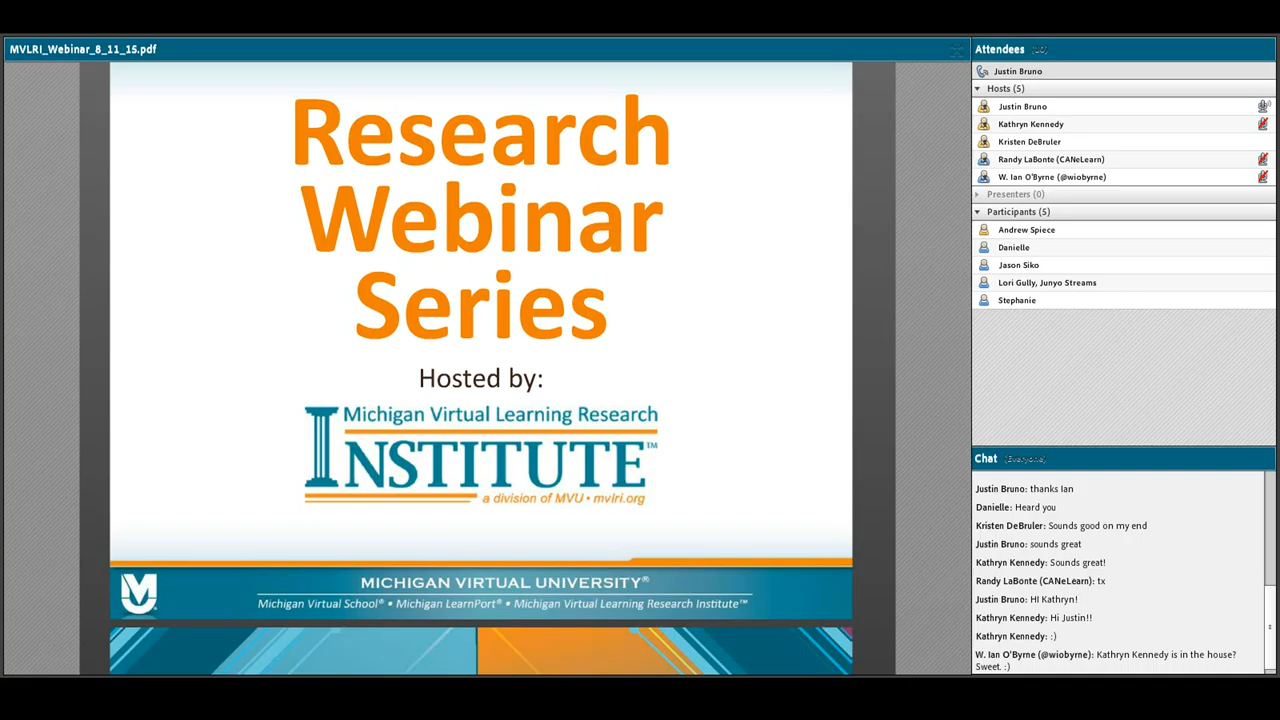 MVLRI_Webinar_8_11_15.pdf
Research
Webinar
Series
Hosted by:
Michigan Virtual Learning Research
INSTITUTE™
a division of MVU • mvlri.org
MICHIGAN VIRTUAL UNIVERSITY®
Michigan Virtual School® • Michigan LearnPort® • Michigan Virtual Learning Research Institute™
Attendees (10)
Justin Bruno
Hosts (5)
Justin Bruno
Kathryn Kennedy
Kristen DeBruler
Randy LaBonte (CANeLearn)
W. Ian O'Byrne (@wiobyrne)
Presenters (0)
Participants (5)
Andrew Spiece
Danielle
Jason Siko
Lori Gully, Junyo Streams
Stephanie
Chat (Everyone)
Justin Bruno: thanks Ian
Danielle: Heard you
Kristen DeBruler: Sounds good on my end
Justin Bruno: sounds great
Kathryn Kennedy: Sounds great!
Randy LaBonte (CANeLearn): tx
Justin Bruno: HI Kathryn!
Kathryn Kennedy: Hi Justin!!
Kathryn Kennedy: :)
W. Ian O'Byrne (@wiobyrne): Kathryn Kennedy is in the house?
Sweet. :)